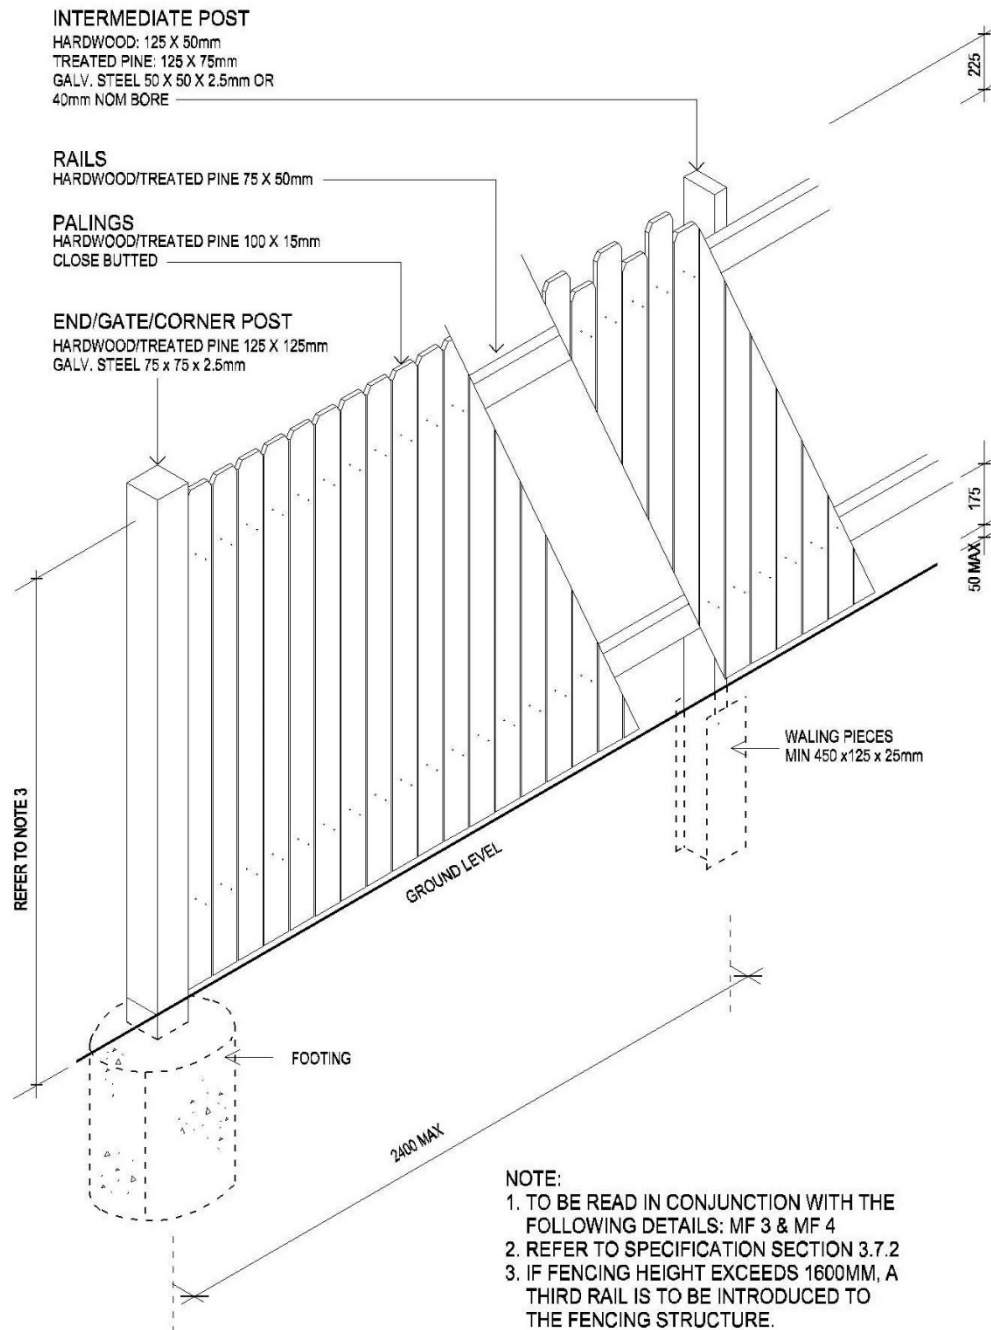 INTERMEDIATE POST
HARDWOOD: 125 X 50mm
TREATED PINE: 125 X 75mm
GALV. STEEL 50 X 50 X 2.5mm OR
40mm NOM BORE
225
RAILS
HARDWOOD/TREATED PINE 75 X 50mm
PALINGS
HARDWOOD/TREATED PINE 100 X 15mm
CLOSE BUTTED
END/GATE/CORNER POST
HARDWOOD/TREATED PINE 125 X 125mm
GALV. STEEL 75 x 75 x 2.5mm
175
50 MAX
WALING PIECES
MIN 450 x125 x 25mm
REFER TO NOTE 3
GROUND LEVEL
FOOTING
2400 MAX
NOTE:
1. TO BE READ IN CONJUNCTION WITH THE
FOLLOWING DETAILS: MF 3 & MF 4
2. REFER TO SPECIFICATION SECTION 3.7.2
3. IF FENCING HEIGHT EXCEEDS 1600MM, A
THIRD RAIL IS TO BE INTRODUCED TO
THE FENCING STRUCTURE.